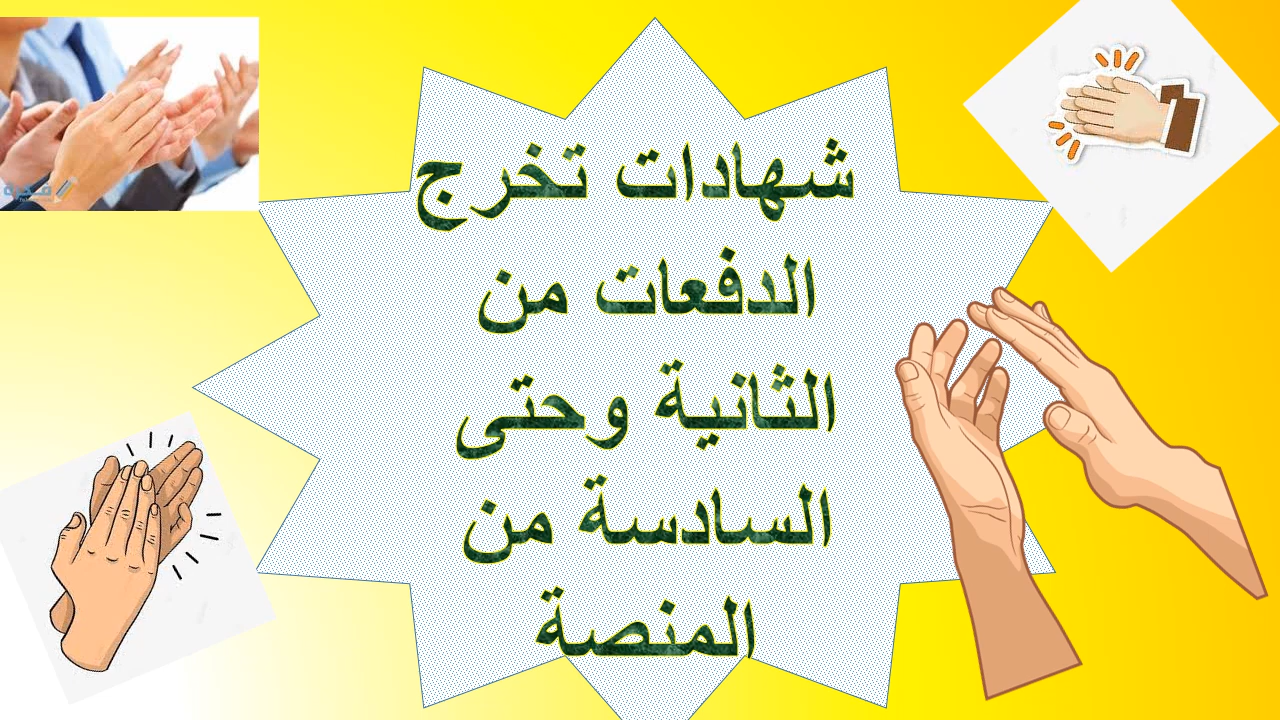 شهادات تخرج
الدفعات من
الثانية وحتى
السادسة من
المنصة